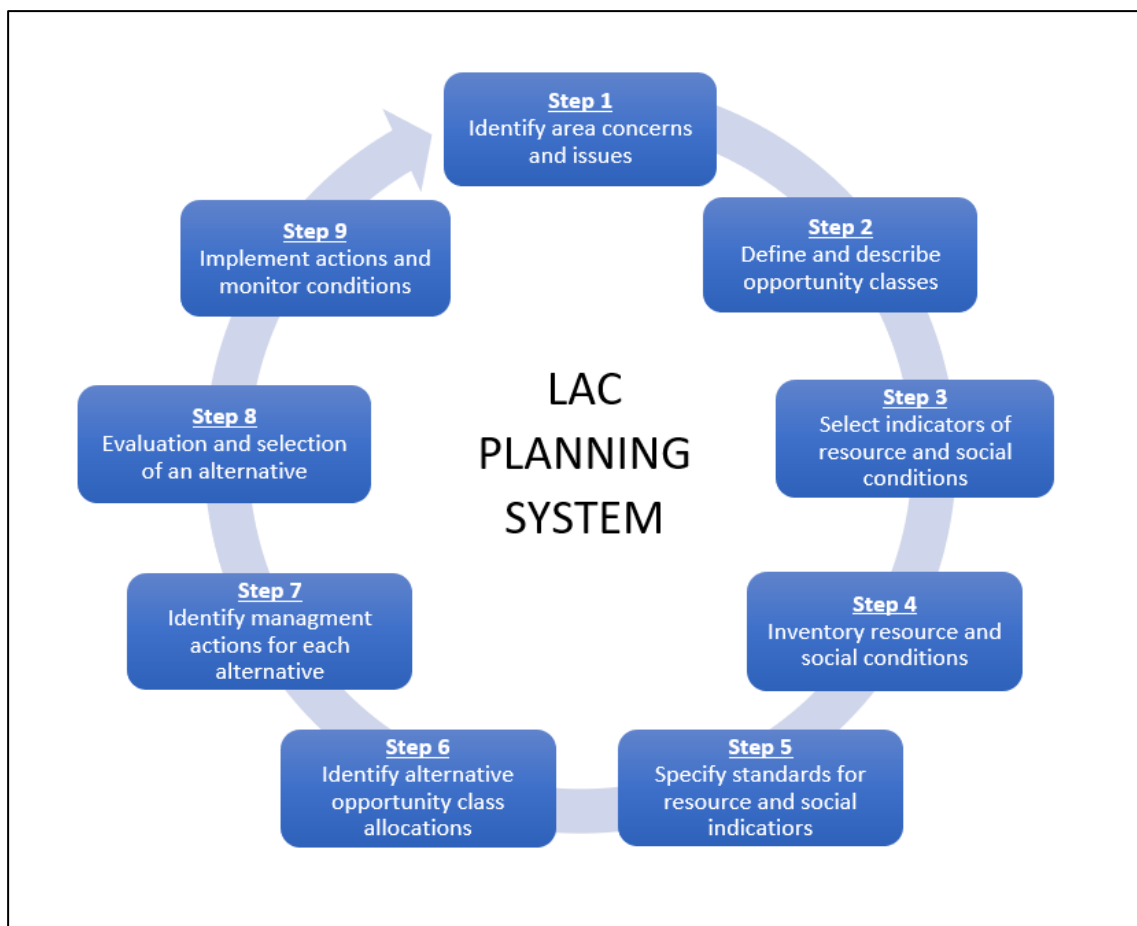 Step 1
Identify area concerns
and issues
Step 2
Define and describe
opportunity classes
Step 3
Select indicators of
resource and social
conditions
Step 4
Inventory resource and
social conditions
Step 5
Specify standards for
resource and social
indicatiors
Step 6
Identify alternative
opportunity class
allocations
Step 7
Identify managment
actions for each
alternative
Step 8
Evaluation and selection
of an alternative
Step 9
Implement actions and
monitor conditions
LAC
PLANNING
SYSTEM